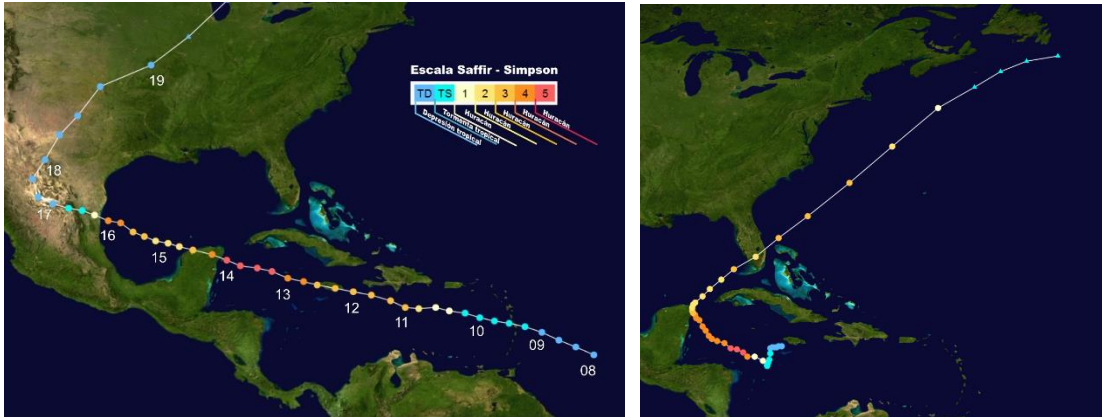 Escala Saffir - Simpson
TD TS 1 2 3 4 5
Huracán
Huracán
Huracán
Huracán
Huracán
Tormenta tropical
Depresión tropical
19
18
17
16
15
14
13
12
11
10
09
08